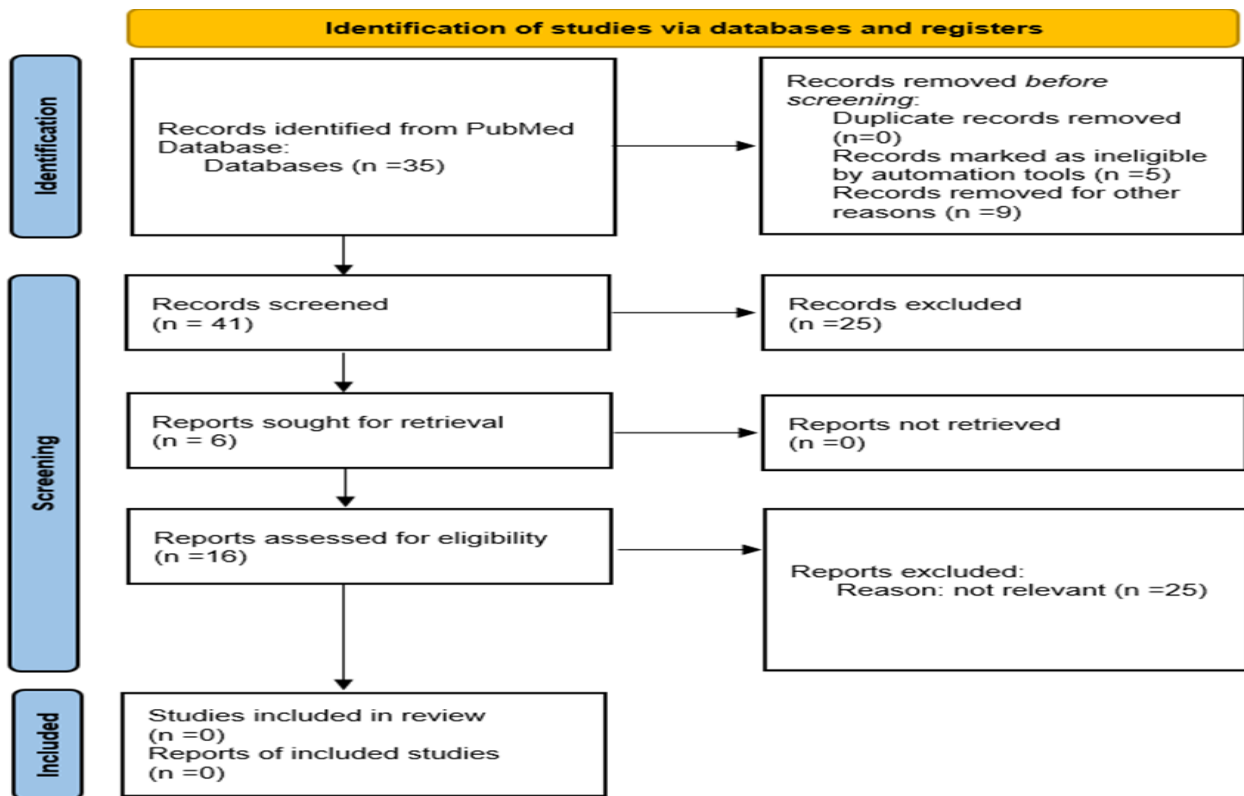 Identification of studies via databases and registers
Identification
Records identified from PubMed
Database:
Databases (n =35)
Records removed before
screening:
Duplicate records removed
(n=0)
Records marked as ineligible
by automation tools (n =5)
Records removed for other
reasons (n =9)
Screening
Records screened
(n = 41)
Records excluded
(n =25)
Reports sought for retrieval
(n = 6)
Reports not retrieved
(n =0)
Reports assessed for eligibility
(n =16)
Reports excluded:
Reason: not relevant (n =25)
Included
Studies included in review
(n =0)
Reports of included studies
(n =0)